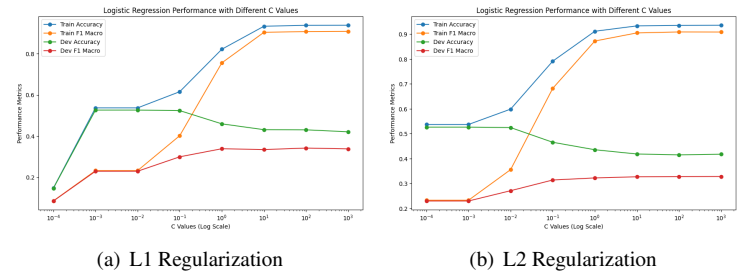 Logistic Regression Performance with Different C Values
Train Accuracy
Train F1 Macro
Dev Accuracy
Dev F1 Macro
Performance Metrics
0.8
0.6
0.4
0.2
10⁻⁴ 10⁻³ 10⁻² 10⁻¹ 10⁰ 10¹ 10² 10³
C Values (Log Scale)
(a) L1 Regularization
Logistic Regression Performance with Different C Values
Train Accuracy
Train F1 Macro
Dev Accuracy
Dev F1 Macro
Performance Metrics
0.9
0.8
0.7
0.6
0.5
0.4
0.3
0.2
10⁻⁴ 10⁻³ 10⁻² 10⁻¹ 10⁰ 10¹ 10² 10³
C Values (Log Scale)
(b) L2 Regularization